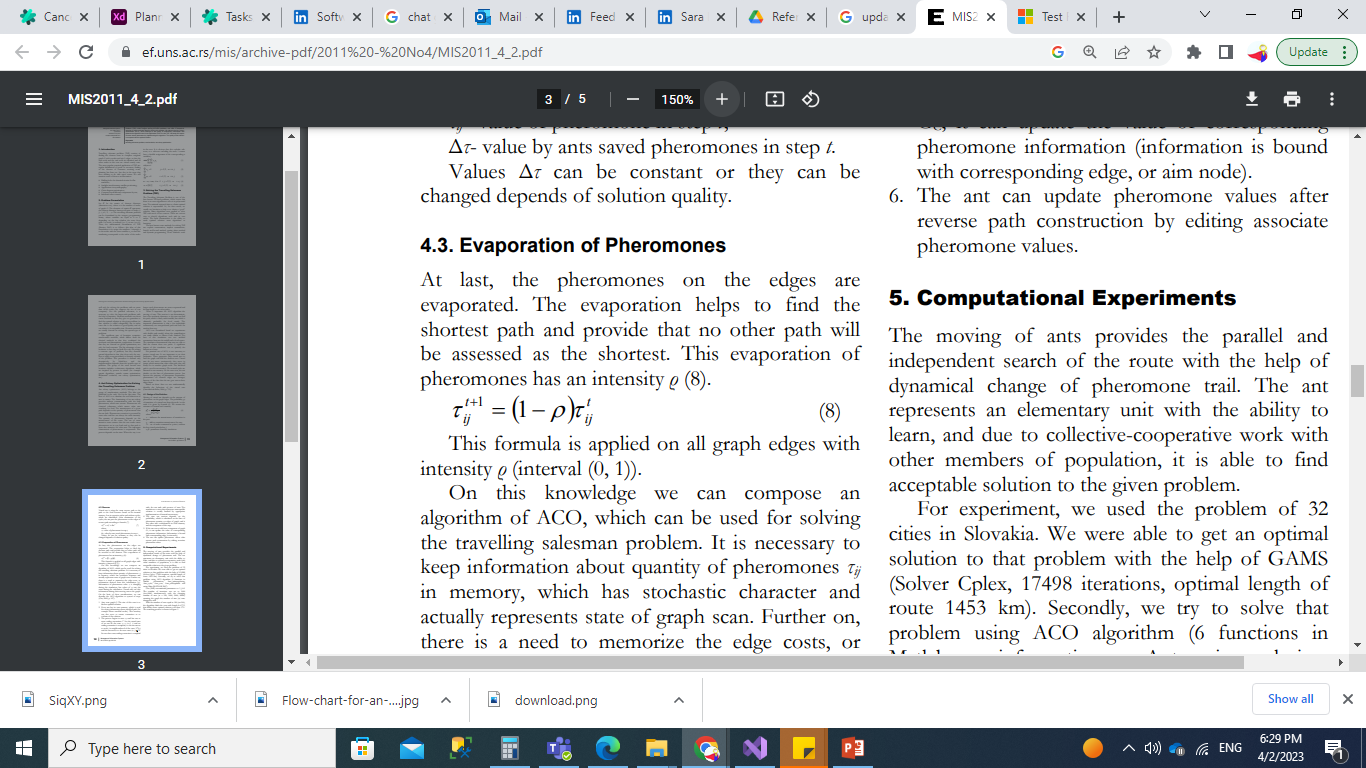 Canc
Plann
Tasks
Softw
chat
Mail
Feed
Sara
Refer
upda
MIS2
Test
ef.uns.ac.rs/mis/archive-pdf/2011%20-%20No4/MIS2011_4_2.pdf
Update
MIS2011_4_2.pdf
3 / 5
150%
1
2
3
Δτ- value by ants saved pheromones in step t.
Values Δτ can be constant or they can be
changed depends of solution quality.
4.3. Evaporation of Pheromones
At last, the pheromones on the edges are
evaporated. The evaporation helps to find the
shortest path and provide that no other path will
be assessed as the shortest. This evaporation of
pheromones has an intensity ϱ (8).
τ_ij^{t+1} = (1 − ρ)τ_ij^t (8)
This formula is applied on all graph edges with
intensity ϱ (interval (0, 1)).
On this knowledge we can compose an
algorithm of ACO, which can be used for solving
the travelling salesman problem. It is necessary to
keep information about quantity of pheromones τij
in memory, which has stochastic character and
actually represents state of graph scan. Further on,
there is a need to memorize the edge costs, or
pheromone information (information is bound
with corresponding edge, or aim node).
6. The ant can update pheromone values after
reverse path construction by editing associate
pheromone values.
5. Computational Experiments
The moving of ants provides the parallel and
independent search of the route with the help of
dynamical change of pheromone trail. The ant
represents an elementary unit with the ability to
learn, and due to collective-cooperative work with
other members of population, it is able to find
acceptable solution to the given problem.
For experiment, we used the problem of 32
cities in Slovakia. We were able to get an optimal
solution to that problem with the help of GAMS
(Solver Cplex, 17498 iterations, optimal length of
route 1453 km). Secondly, we try to solve that
problem using ACO algorithm (6 functions in
SiqXY.png
Flow-chart-for-an-....jpg
download.png
Show all
Type here to search
ENG
6:29 PM
4/2/2023
1